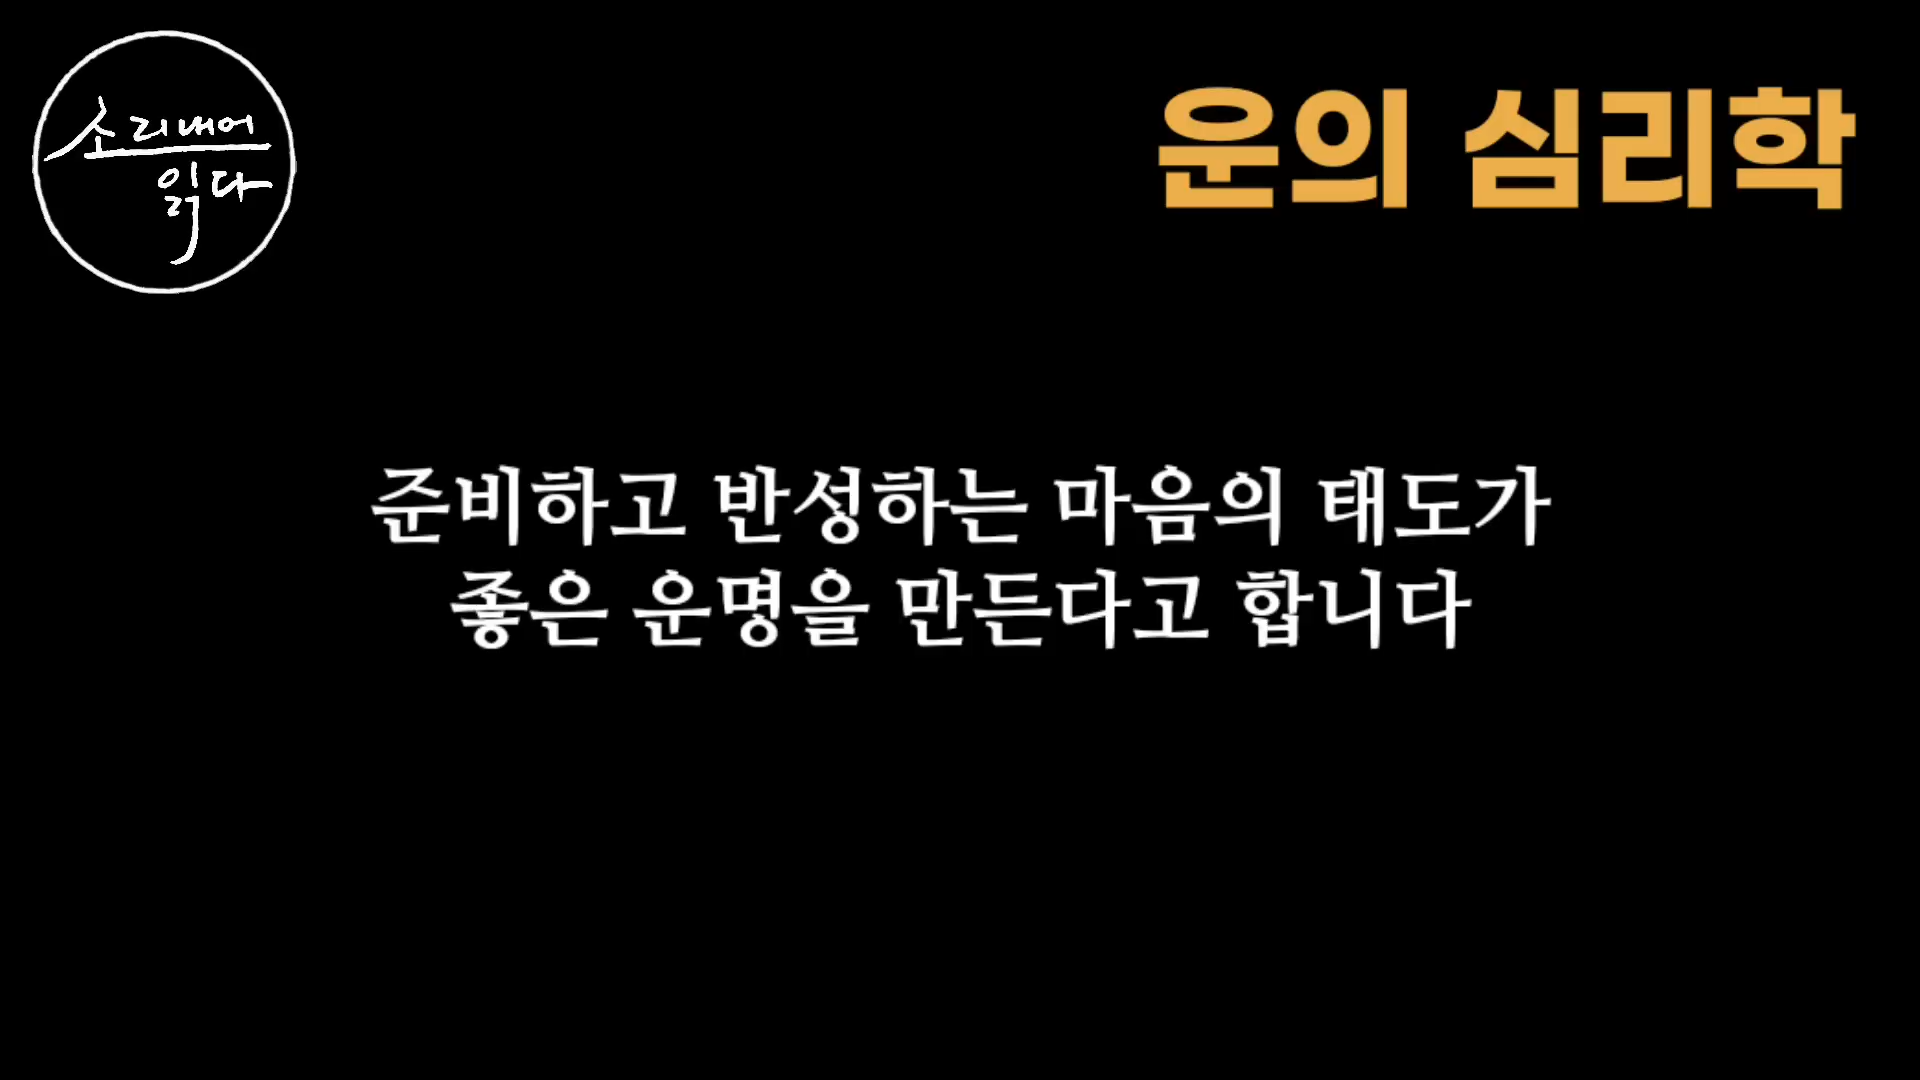 소리내어
읽다
운의 심리학
준비하고 반성하는 마음의 태도가
좋은 운명을 만든다고 합니다